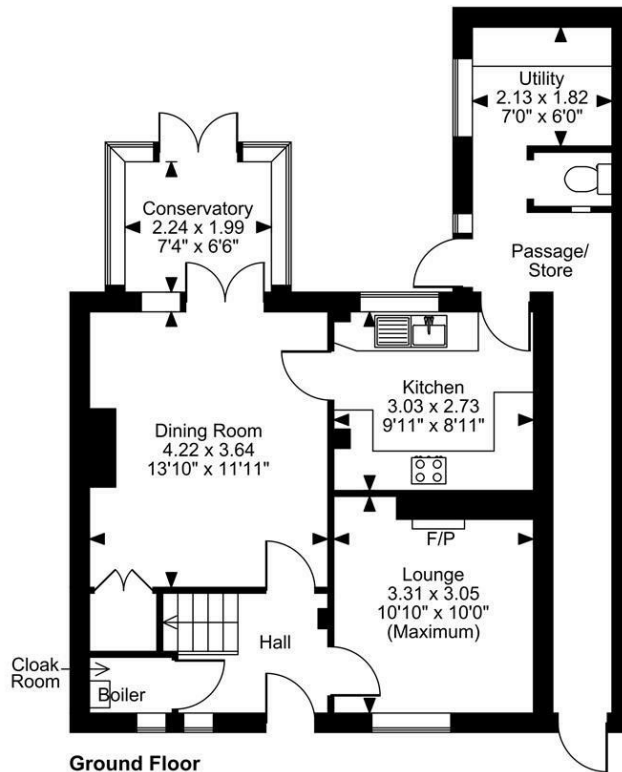 Utility
2.13 x 1.82
7'0" x 6'0"
Conservatory
2.24 x 1.99
7'4" x 6'6"
Passage/
Store
Kitchen
3.03 x 2.73
9'11" x 8'11"
Dining Room
4.22 x 3.64
13'10" x 11'11"
F/P
Lounge
3.31 x 3.05
10'10" x 10'0"
(Maximum)
Hall
Cloak
Room
Boiler
Ground Floor